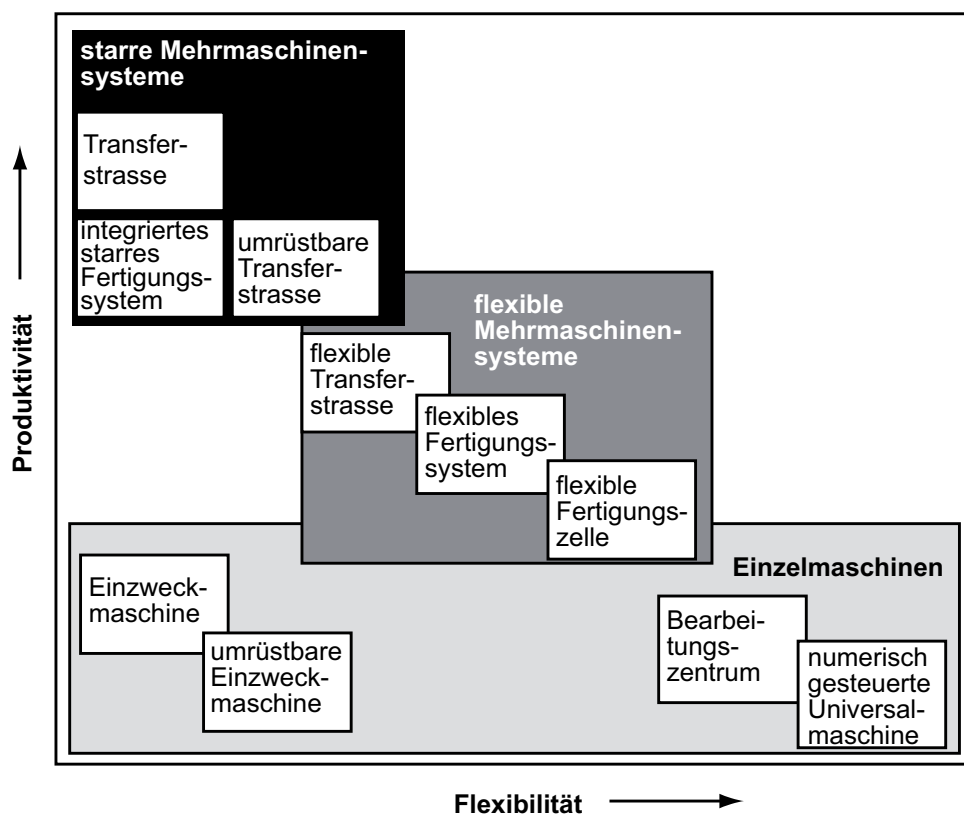 starre Mehrmaschinen-
systeme
Transfer-
strasse
integriertes
starres
Fertigungs-
system
umrüstbare
Transfer-
strasse
flexible
Mehrmaschinen-
systeme
flexible
Transfer-
strasse
flexibles
Fertigungs-
system
flexible
Fertigungs-
zelle
Einzelmaschinen
Einzweck-
maschine
umrüstbare
Einzweck-
maschine
Bearbei-
tungs-
zentrum
numerisch
gesteuerte
Universal-
maschine
Produktivität
Flexibilität